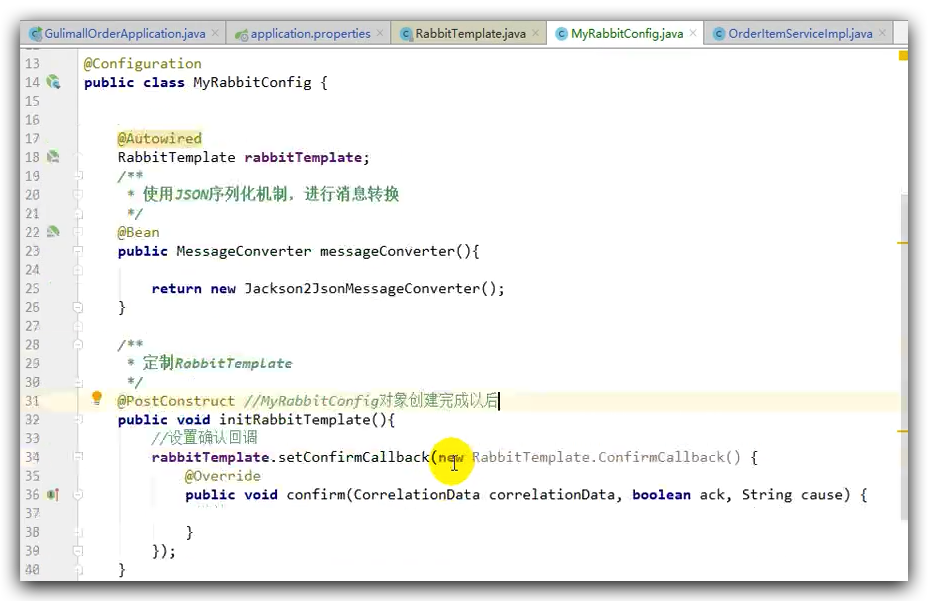 GulimallOrderApplication.java × application.properties × RabbitTemplate.java × MyRabbitConfig.java × OrderItemServiceImpl.java ×
13 @Configuration
14 public class MyRabbitConfig {
15
16
17 @Autowired
18 RabbitTemplate rabbitTemplate;
19 /**
20 * 使用JSON序列化机制，进行消息转换
21 */
22 @Bean
23 public MessageConverter messageConverter(){
24
25 return new Jackson2JsonMessageConverter();
26 }
27
28 /**
29 * 定制RabbitTemplate
30 */
31 @PostConstruct //MyRabbitConfig对象创建完成以后
32 public void initRabbitTemplate(){
33 //设置确认回调
34 rabbitTemplate.setConfirmCallback(new RabbitTemplate.ConfirmCallback() {
35 @Override
36 public void confirm(CorrelationData correlationData, boolean ack, String cause) {
37
38 }
39 });
40 }